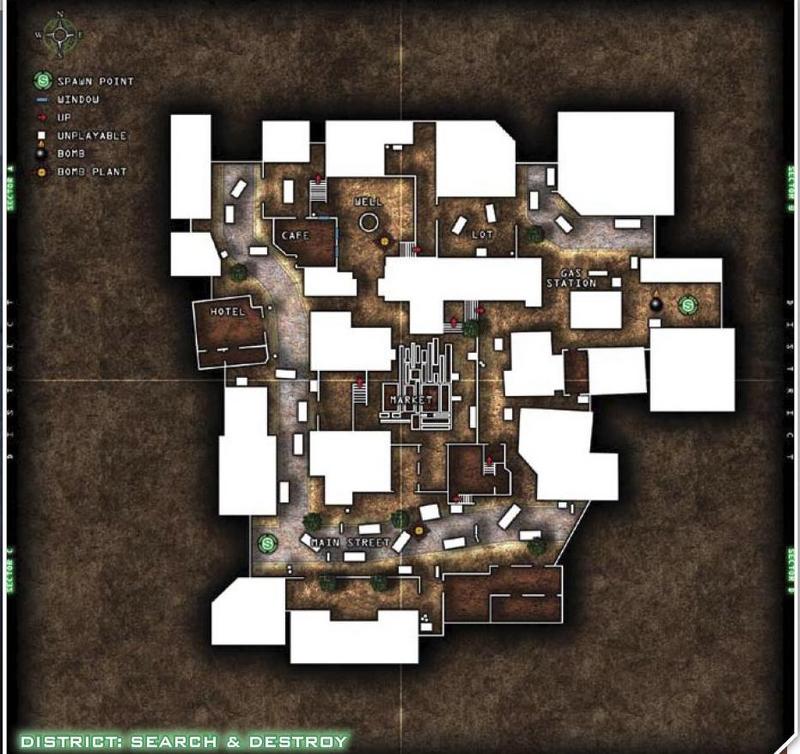 N
W E
S
S SPAWN POINT
WINDOW
UP
UNPLAYABLE
BOMB
BOMB PLANT
SECTOR A
SECTOR B
WELL
CAFE
LOT
GAS
STATION
S
HOTEL
DISTRICT
DISTRICT
MARKET
S
MAIN STREET
SECTOR C
SECTOR D
DISTRICT: SEARCH & DESTROY